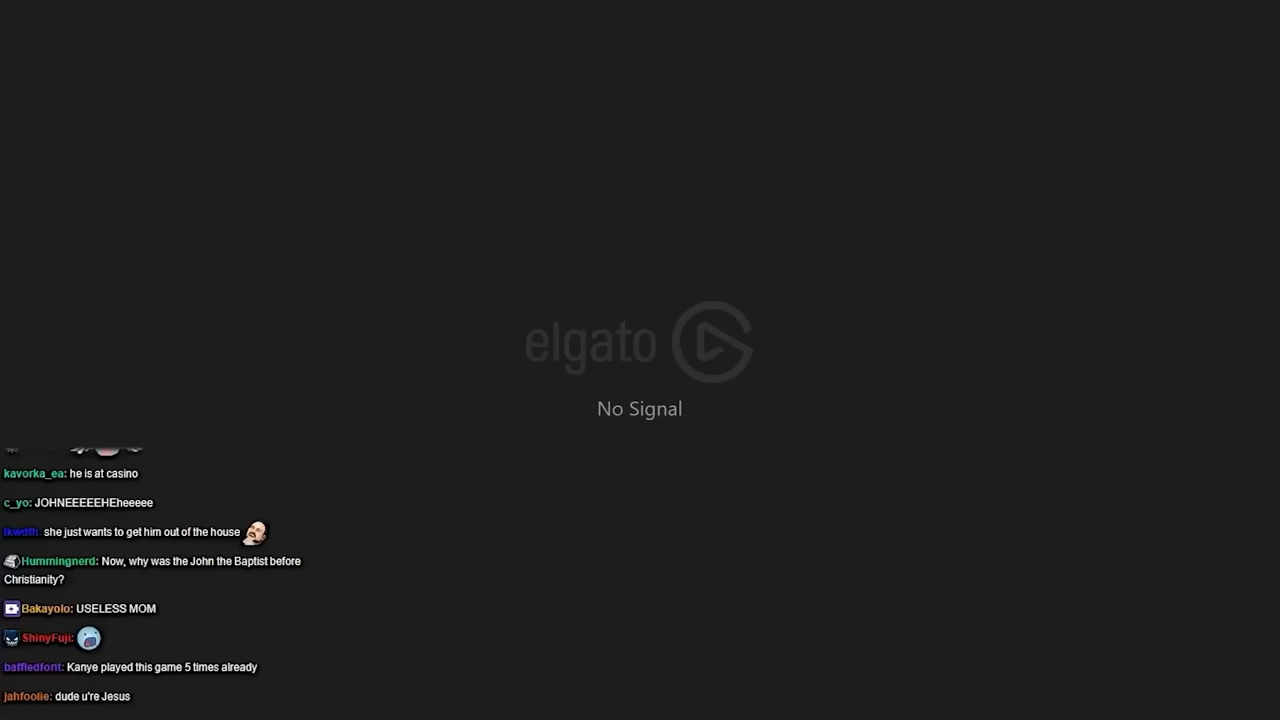 elgato
No Signal
kavorka_ea: he is at casino
c_yo: JOHNEEEEEHEheeeee
lkwdfh: she just wants to get him out of the house
Hummingnerd: Now, why was the John the Baptist before
Christianity?
Bakayolo: USELESS MOM
ShinyFuji:
baffledforit: Kanye played this game 5 times already
jahfoolie: dude u're Jesus